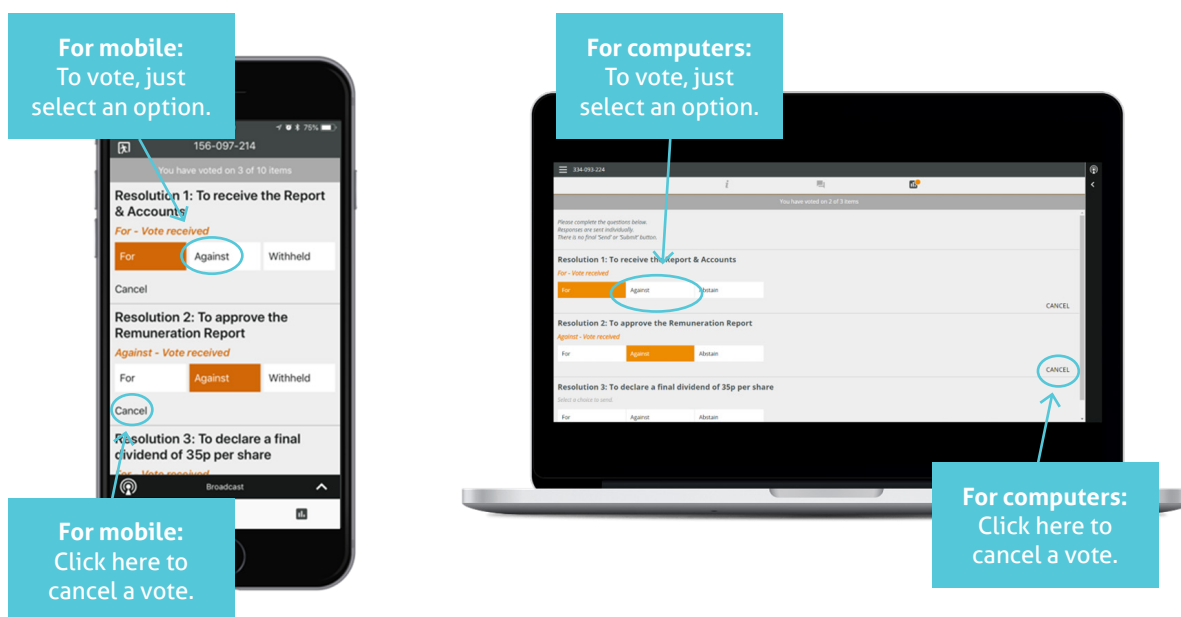 For mobile:
To vote, just
select an option.
75%
156-097-214
You have voted on 3 of 10 items
Resolution 1: To receive the Report
& Accounts
For - Vote received
For Against Withheld
Cancel
Resolution 2: To approve the
Remuneration Report
Against - Vote received
For Against Withheld
Cancel
Resolution 3: To declare a final
dividend of 35p per share
For - Vote received
Broadcast
For mobile:
Click here to
cancel a vote.
For computers:
To vote, just
select an option.
334-093-224
You have voted on 2 of 3 items
Please complete the questions below.
Responses are sent individually.
There is no final 'Send' or 'Submit' button.
Resolution 1: To receive the Report & Accounts
For - Vote received
For Against Abstain
CANCEL
Resolution 2: To approve the Remuneration Report
Against - Vote received
For Against Abstain
CANCEL
Resolution 3: To declare a final dividend of 35p per share
Select a choice to send.
For Against Abstain
For computers:
Click here to
cancel a vote.